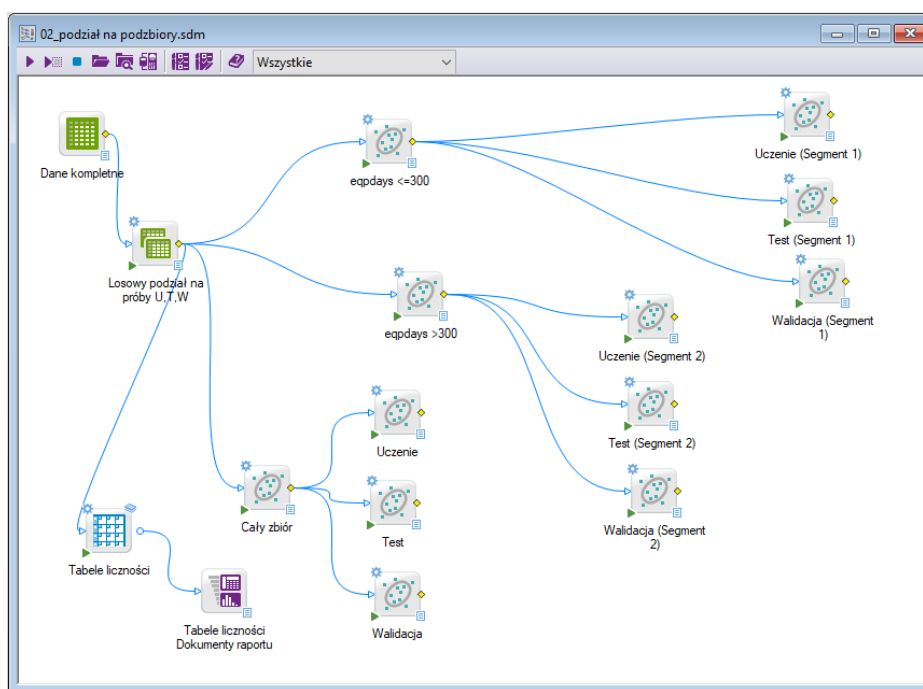 02_podział na podzbiory.sdm
Wszystkie
Dane kompletne
Losowy podział na
próby U,T,W
eqpdays <=300
Uczenie (Segment 1)
Test (Segment 1)
Walidacja (Segment
1)
eqpdays >300
Uczenie (Segment 2)
Test (Segment 2)
Walidacja (Segment
2)
Cały zbiór
Uczenie
Test
Walidacja
Tabele liczności
Tabele liczności
Dokumenty raportu